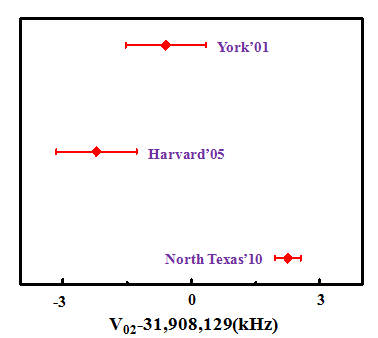 York’01
Harvard’05
North Texas’10
-3 0 3
V02-31,908,129(kHz)